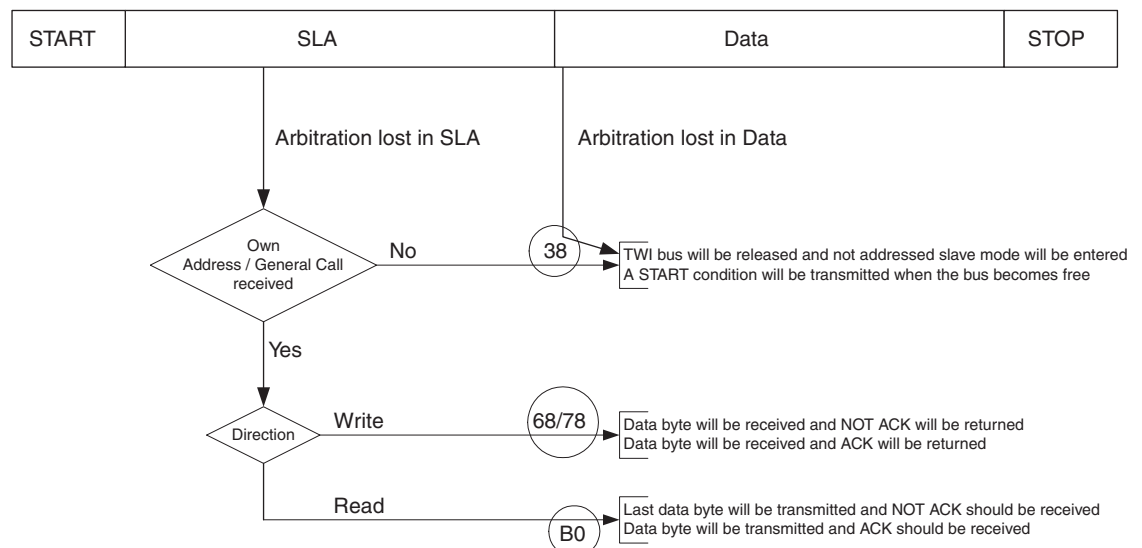 START SLA Data STOP
Arbitration lost in SLA Arbitration lost in Data
Own
Address / General Call
received
No
38
TWI bus will be released and not addressed slave mode will be entered
A START condition will be transmitted when the bus becomes free
Yes
Direction
Write
68/78
Data byte will be received and NOT ACK will be returned
Data byte will be received and ACK will be returned
Read
B0
Last data byte will be transmitted and NOT ACK should be received
Data byte will be transmitted and ACK should be received